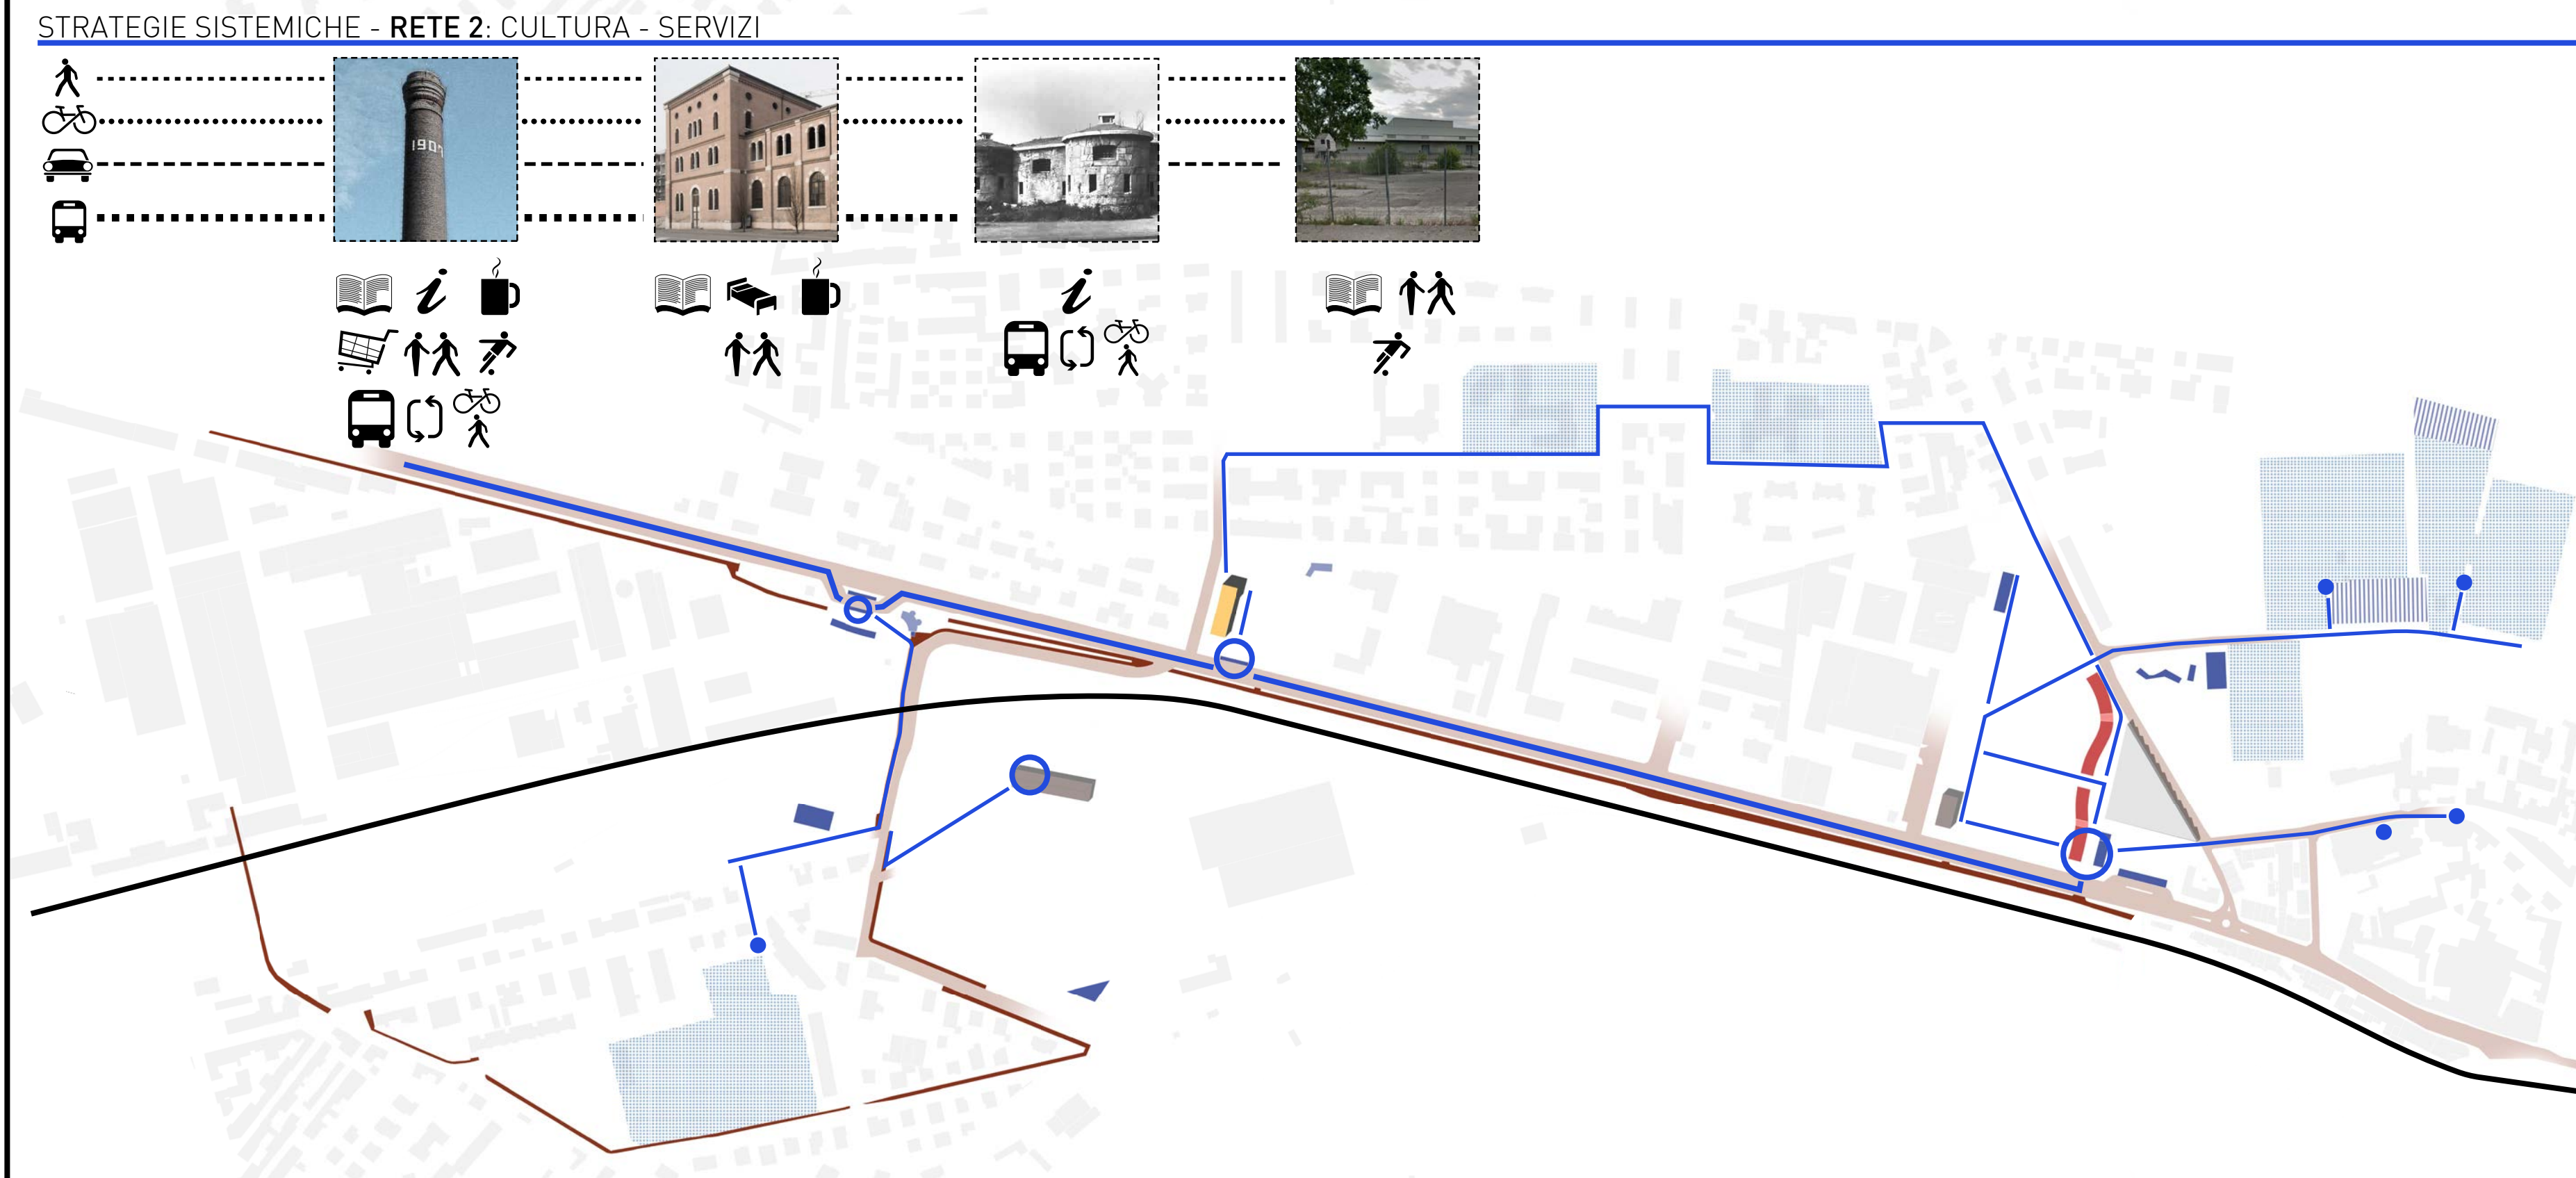 STRATEGIE SISTEMICHE - RETE 2: CULTURA - SERVIZI
1907
i
i